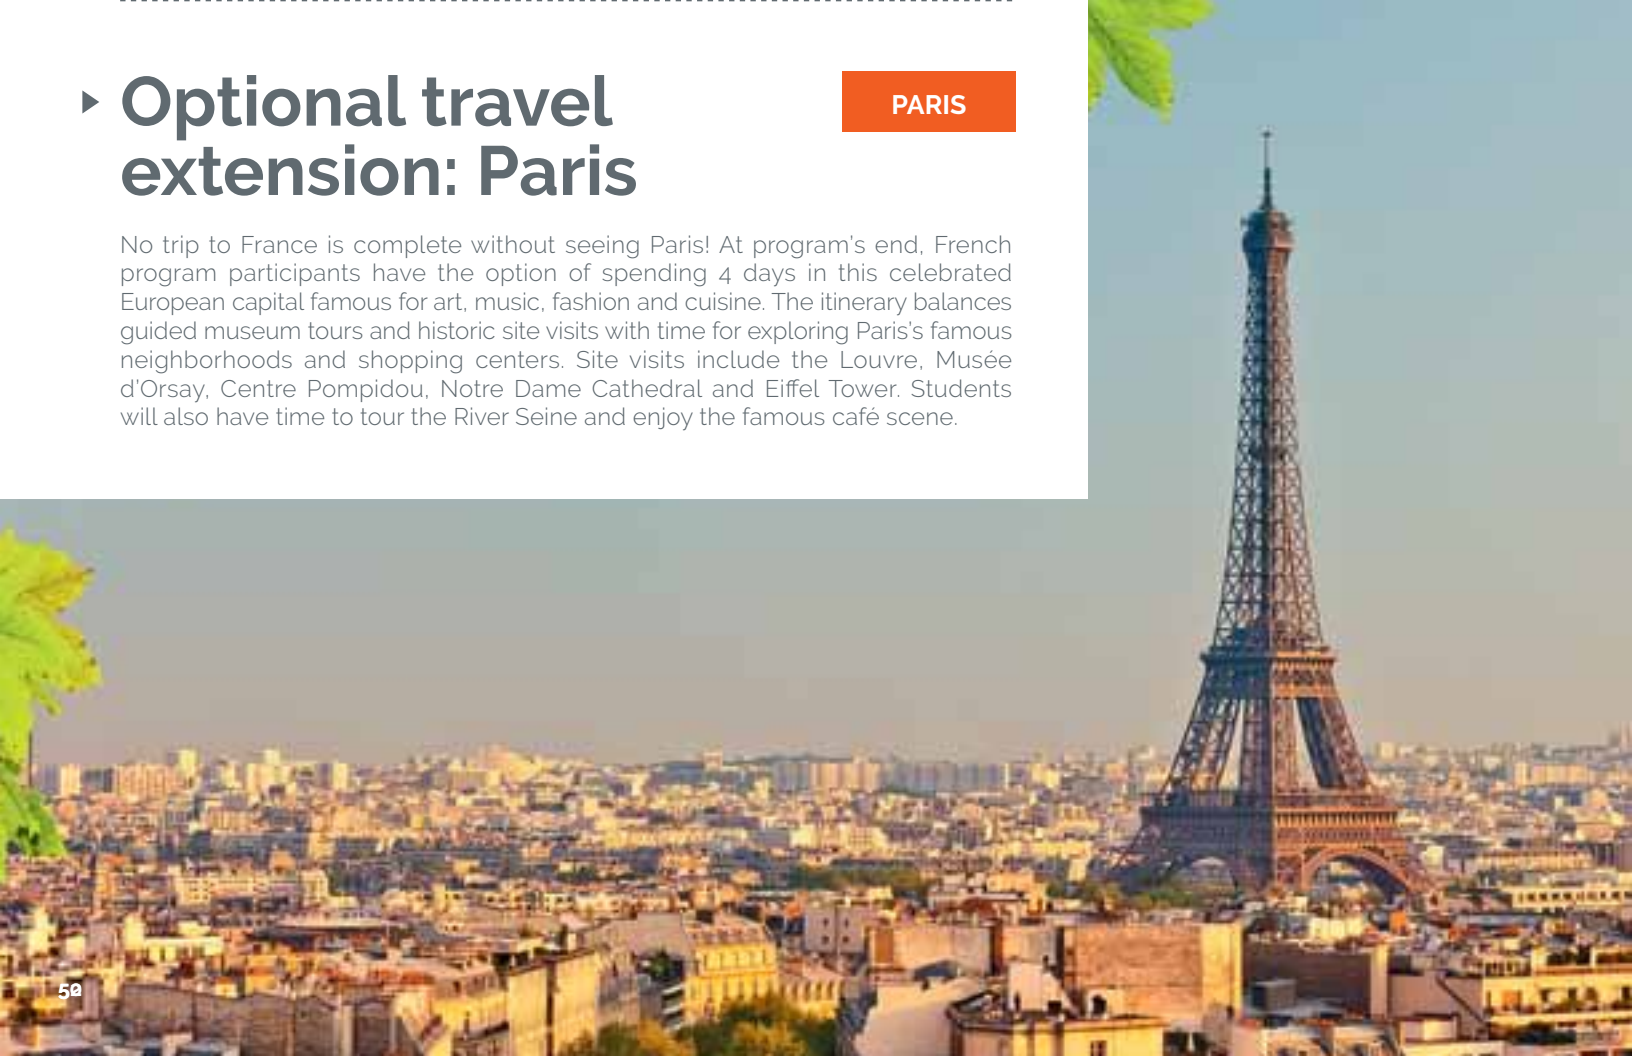 Optional travel
extension: Paris
PARIS
No trip to France is complete without seeing Paris! At program's end, French
program participants have the option of spending 4 days in this celebrated
European capital famous for art, music, fashion and cuisine. The itinerary balances
guided museum tours and historic site visits with time for exploring Paris's famous
neighborhoods and shopping centers. Site visits include the Louvre, Musée
d'Orsay, Centre Pompidou, Notre Dame Cathedral and Eiffel Tower. Students
will also have time to tour the River Seine and enjoy the famous café scene.